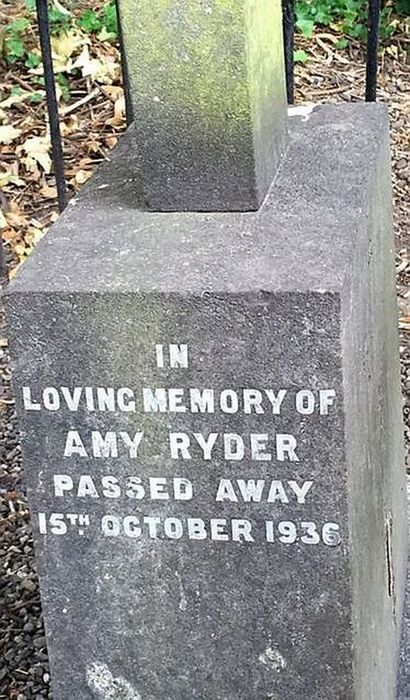 IN
LOVING MEMORY OF
AMY RYDER
PASSED AWAY
15TH OCTOBER 1936